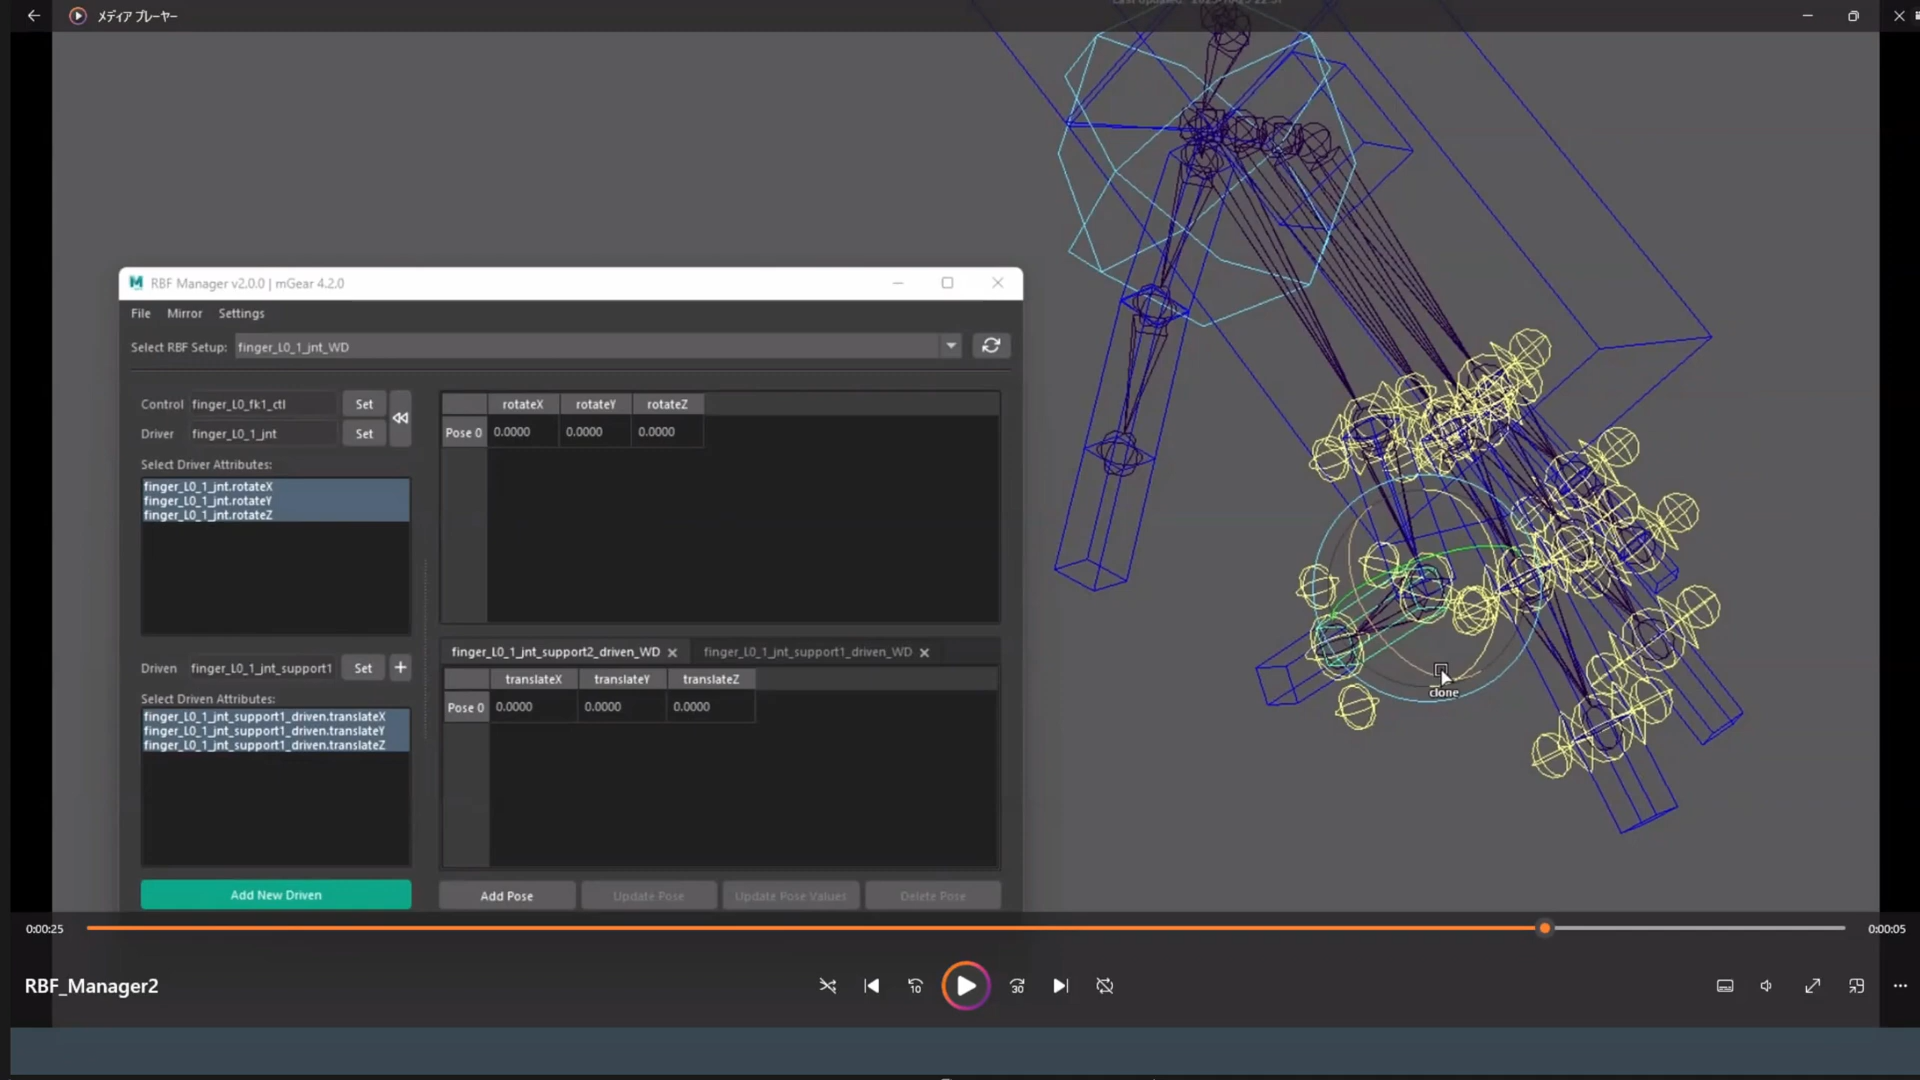 メディア プレーヤー
RBF Manager v2.0.0 | mGear 4.2.0
File Mirror Settings
Select RBF Setup: finger_L0_1_jnt_WD
Control finger_L0_fk1_ctl Set
Driver finger_L0_1_jnt Set
Select Driver Attributes:
finger_L0_1_jnt.rotateX
finger_L0_1_jnt.rotateY
finger_L0_1_jnt.rotateZ
rotateX rotateY rotateZ
Pose 0 0.0000 0.0000 0.0000
Driven finger_L0_1_jnt_support1 Set +
Select Driven Attributes:
finger_L0_1_jnt_support1_driven.translateX
finger_L0_1_jnt_support1_driven.translateY
finger_L0_1_jnt_support1_driven.translateZ
finger_L0_1_jnt_support2_driven_WD finger_L0_1_jnt_support1_driven_WD
translateX translateY translateZ
Pose 0 0.0000 0.0000 0.0000
clone
Add New Driven
Add Pose Update Pose Update Pose Values Delete Pose
0:00:25 0:00:05
RBF_Manager2
10
30